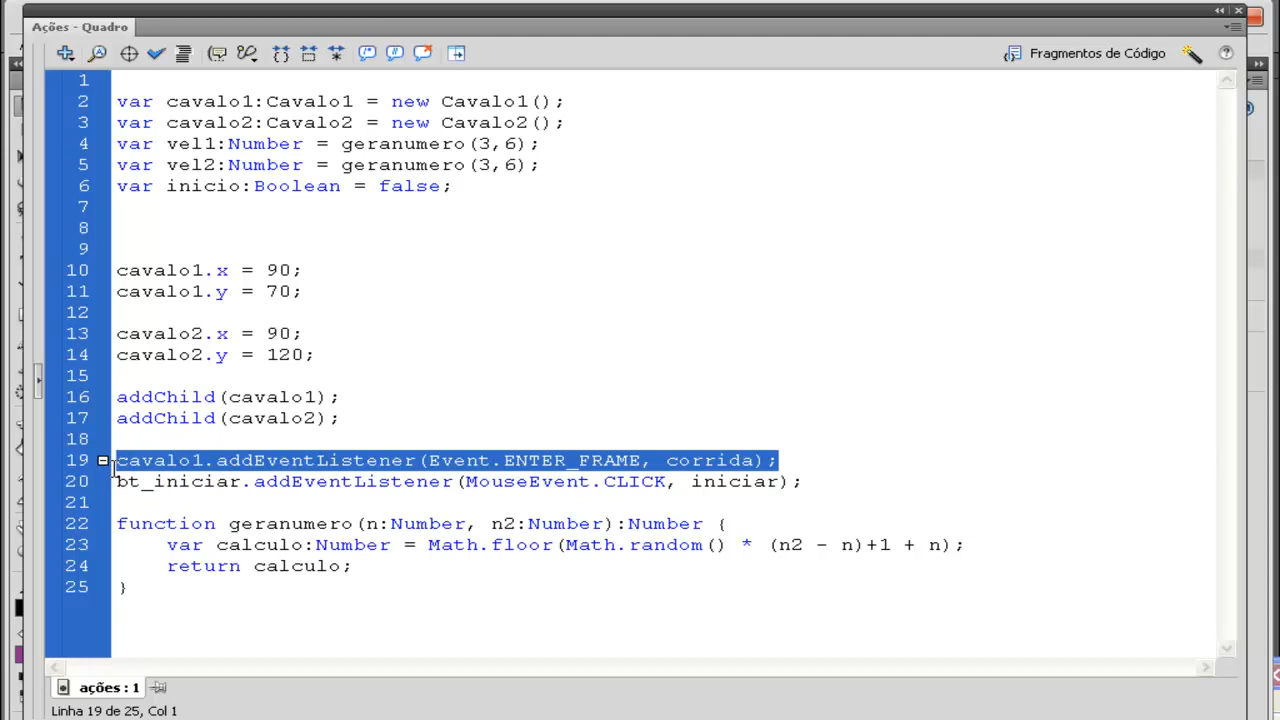 Ações - Quadro
Fragmentos de Código
1
2 var cavalo1:Cavalo1 = new Cavalo1();
3 var cavalo2:Cavalo2 = new Cavalo2();
4 var vel1:Number = geranumero(3,6);
5 var vel2:Number = geranumero(3,6);
6 var inicio:Boolean = false;
7
8
9
10 cavalo1.x = 90;
11 cavalo1.y = 70;
12
13 cavalo2.x = 90;
14 cavalo2.y = 120;
15
16 addChild(cavalo1);
17 addChild(cavalo2);
18
19 cavalo1.addEventListener(Event.ENTER_FRAME, corrida);
20 bt_iniciar.addEventListener(MouseEvent.CLICK, iniciar);
21
22 function geranumero(n:Number, n2:Number):Number {
23 var calculo:Number = Math.floor(Math.random() * (n2 - n)+1 + n);
24 return calculo;
25 }
ações : 1
Linha 19 de 25, Col 1